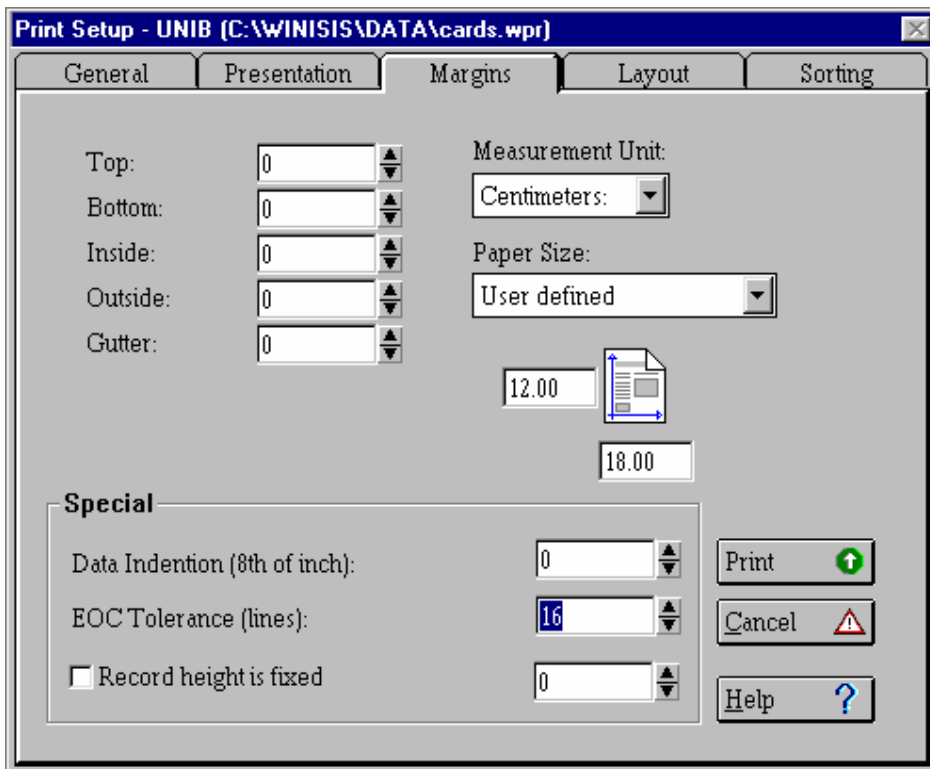 Print Setup - UNIB (C:\WINISIS\DATA\cards.wpr)
General Presentation Margins Layout Sorting
Top: 0
Bottom: 0
Inside: 0
Outside: 0
Gutter: 0
Measurement Unit:
Centimeters:
Paper Size:
User defined
12.00
18.00
Special
Data Indention (8th of inch): 0
EOC Tolerance (lines): 16
Record height is fixed 0
Print
Cancel
Help ?